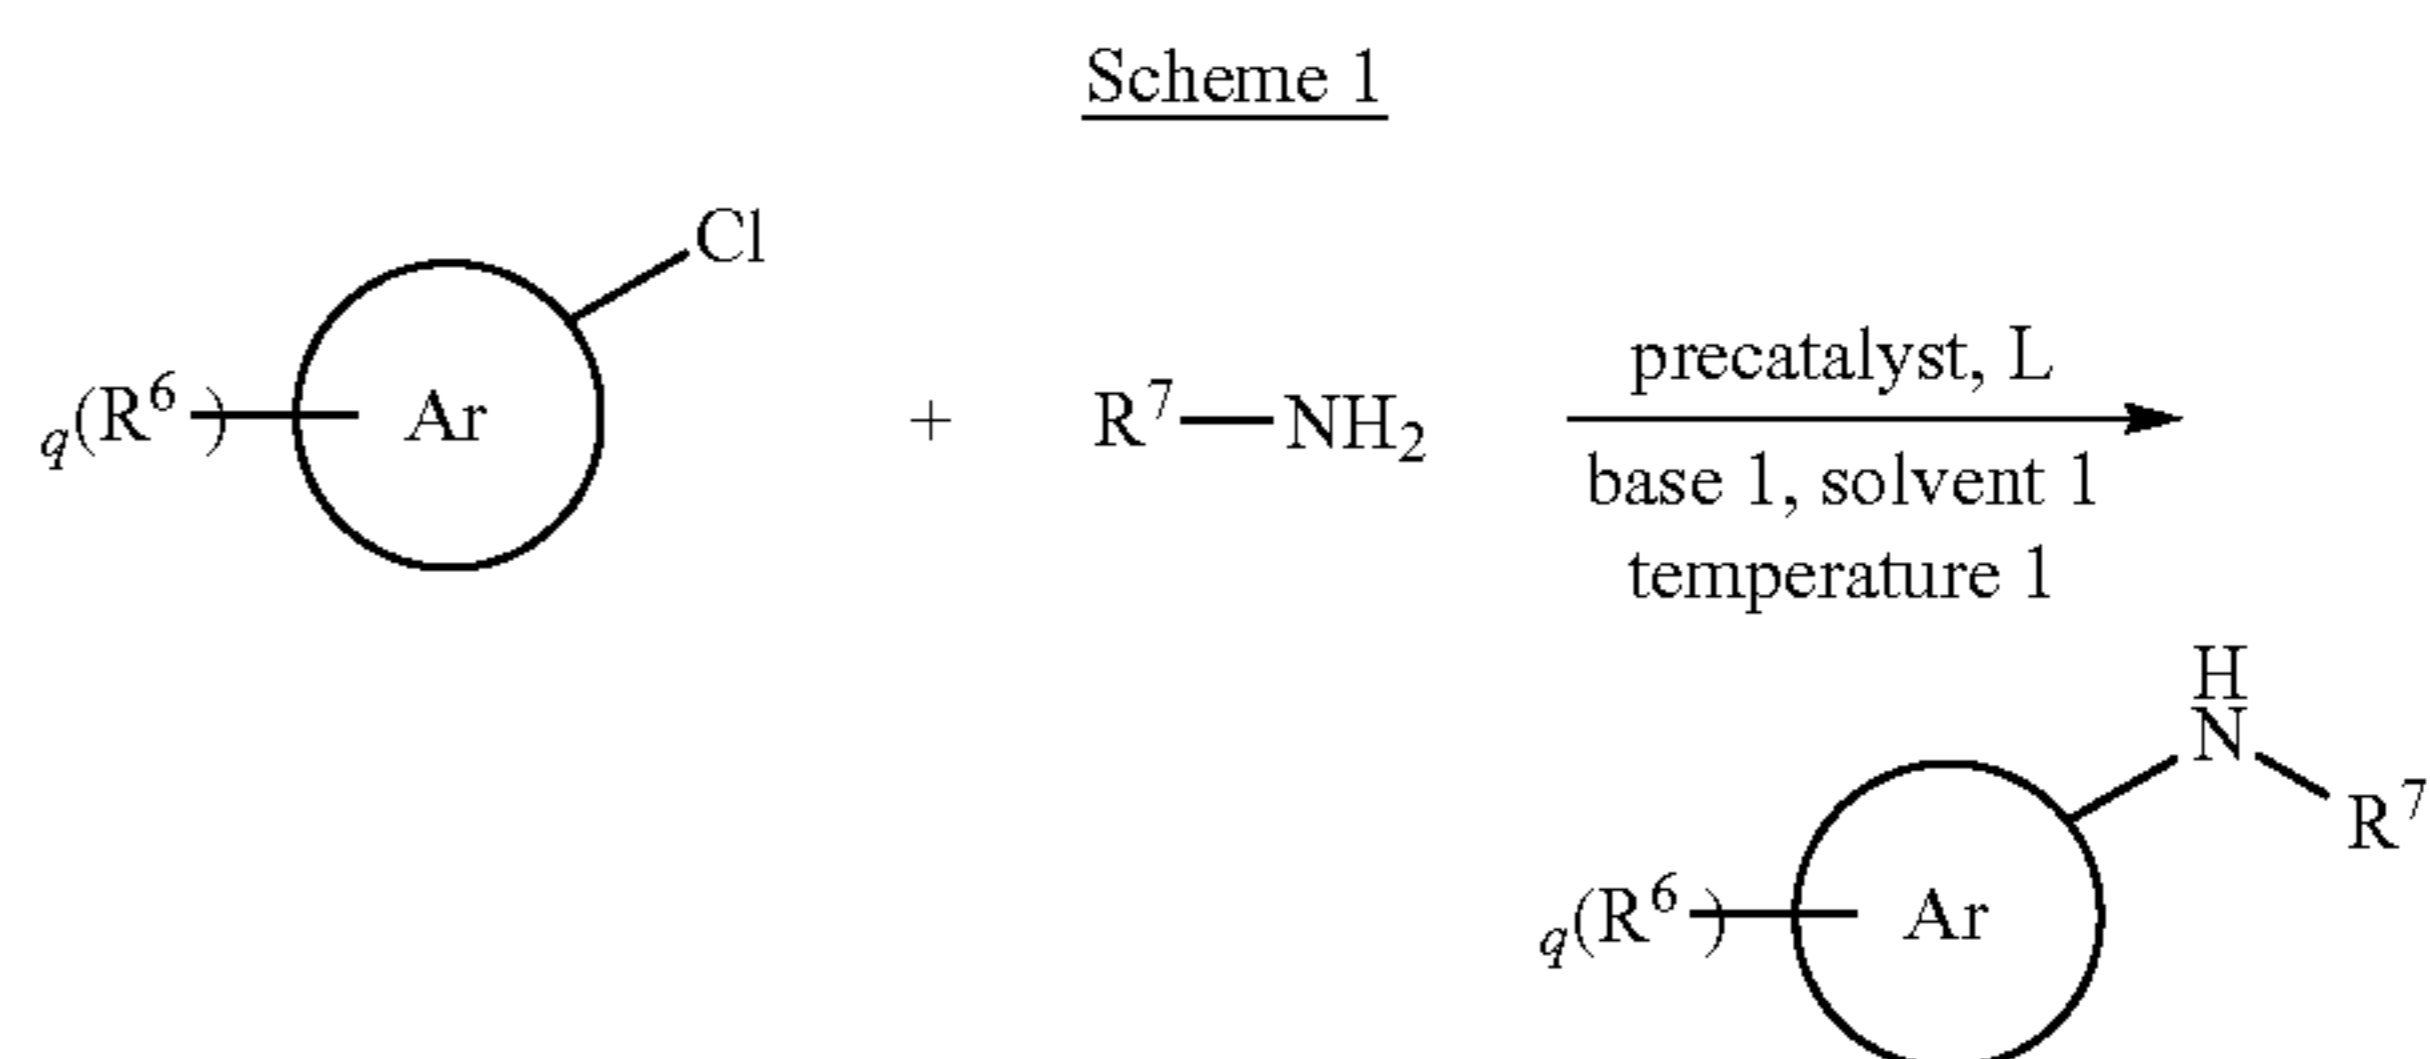 Scheme 1
Cl
q(R⁶ ) Ar + R⁷ NH₂
precatalyst, L
base 1, solvent 1
temperature 1
H
N
R⁷
q(R⁶ ) Ar